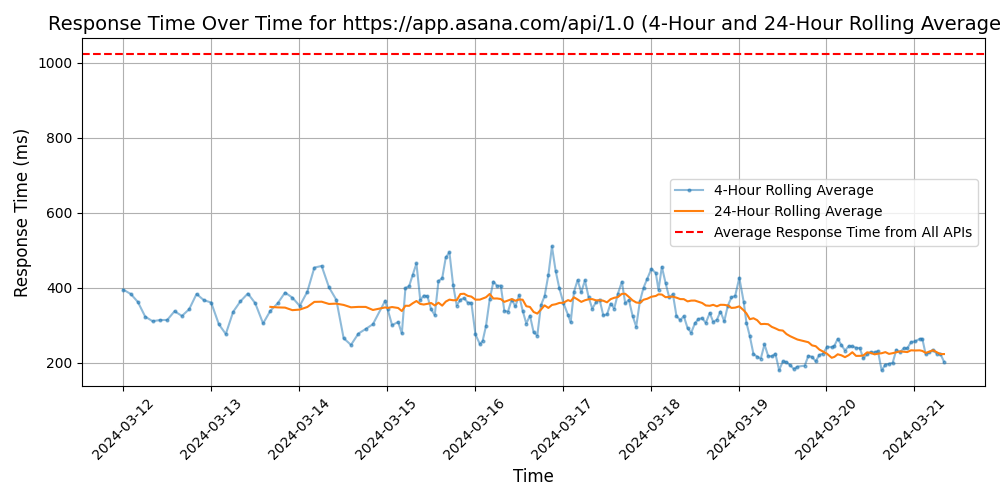 Response Time Over Time for https://app.asana.com/api/1.0 (4-Hour and 24-Hour Rolling Average
Response Time (ms)
1000
800
600
400
200
4-Hour Rolling Average
24-Hour Rolling Average
Average Response Time from All APIs
2024-03-12
2024-03-13
2024-03-14
2024-03-15
2024-03-16
2024-03-17
2024-03-18
2024-03-19
2024-03-20
2024-03-21
Time